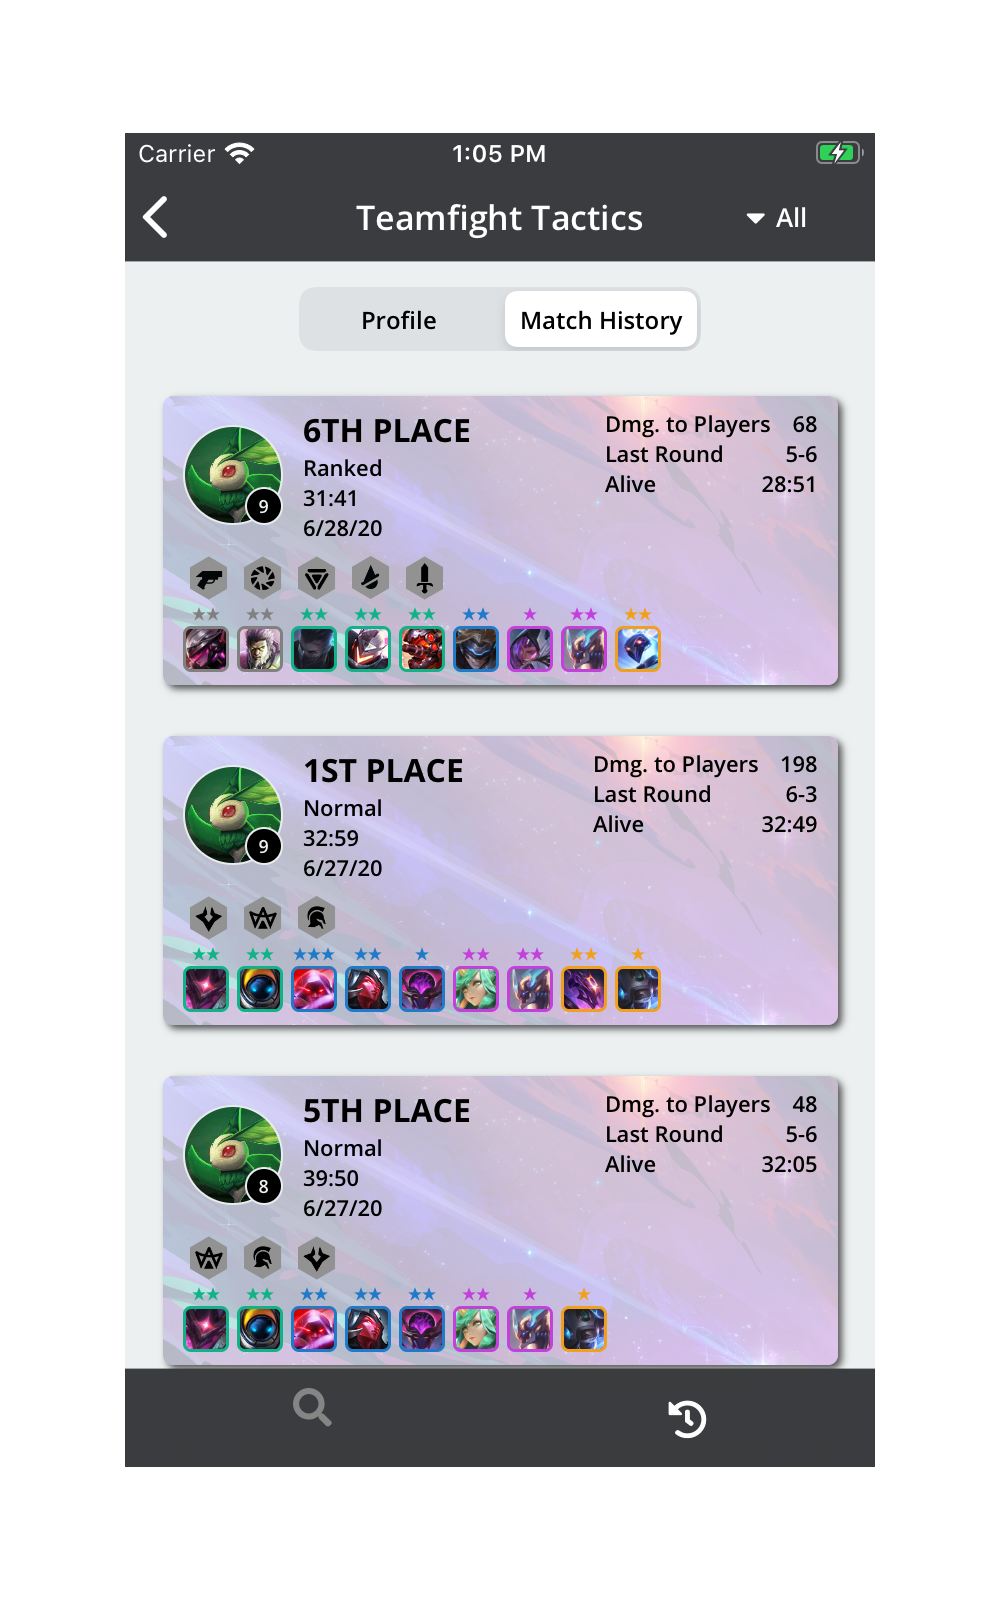 Carrier 1:05 PM
Teamfight Tactics All
Profile Match History
6TH PLACE
Ranked
31:41
6/28/20
Dmg. to Players 68
Last Round 5-6
Alive 28:51
9
1ST PLACE
Normal
32:59
6/27/20
Dmg. to Players 198
Last Round 6-3
Alive 32:49
9
5TH PLACE
Normal
39:50
6/27/20
Dmg. to Players 48
Last Round 5-6
Alive 32:05
8